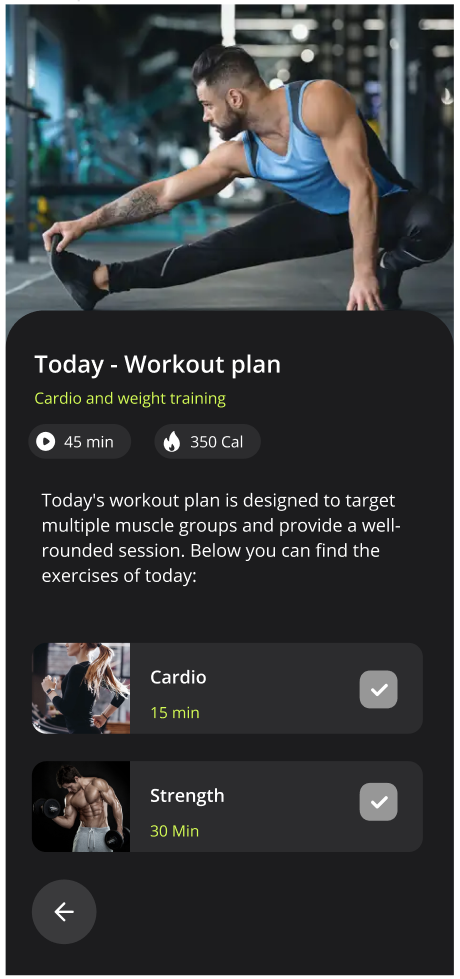 Today - Workout plan
Cardio and weight training
45 min
350 Cal
Today's workout plan is designed to target
multiple muscle groups and provide a well-
rounded session. Below you can find the
exercises of today:
Cardio
15 min
Strength
30 Min